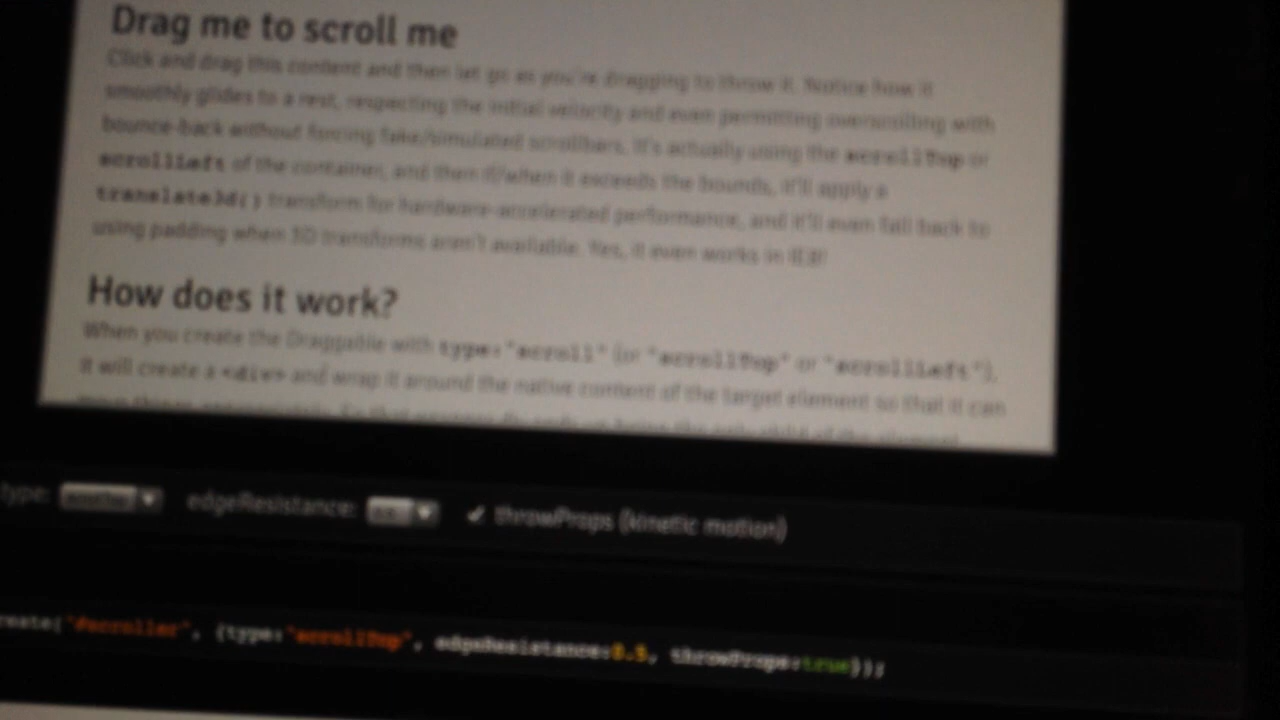 Drag me to scroll me
Click and drag this content and then let go as you're dragging to throw it. Notice how it
smoothly glides to a rest, respecting the initial velocity and even permitting overscrolling with
bounce-back without forcing fake/simulated scrollbars. It's actually using the scrollTop or
scrollLeft of the container, and then if/when it exceeds the bounds, it'll apply a
translate3d() transform for hardware-accelerated performance, and it'll even fall back to
using padding when 3D transforms aren't available. Yes, it even works in
How does it work?
When you create the Draggable with type:"scroll" (or "scrollTop" or "scrollLeft"),
it will create a <div> and wrap it around the native content of the target element so that it can
type: edgeResistance: ✓ throwProps (kinetic motion)
reate("#scroller", {type:"scrollTop", edgeResistance:0.5, throwProps:true});